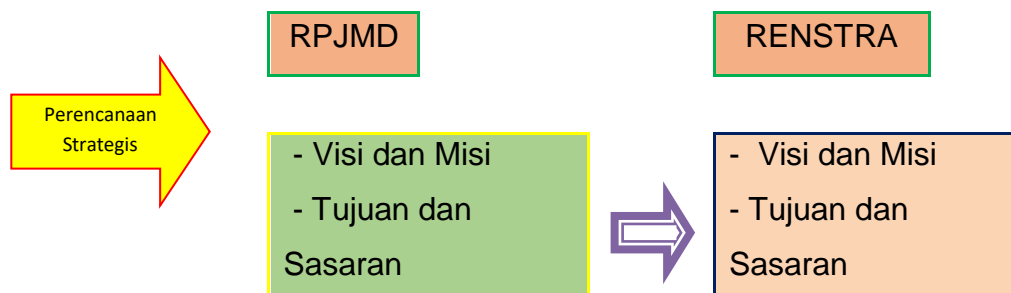 RPJMD
RENSTRA
Perencanaan
Strategis
- Visi dan Misi
- Tujuan dan
Sasaran
- Visi dan Misi
- Tujuan dan
Sasaran